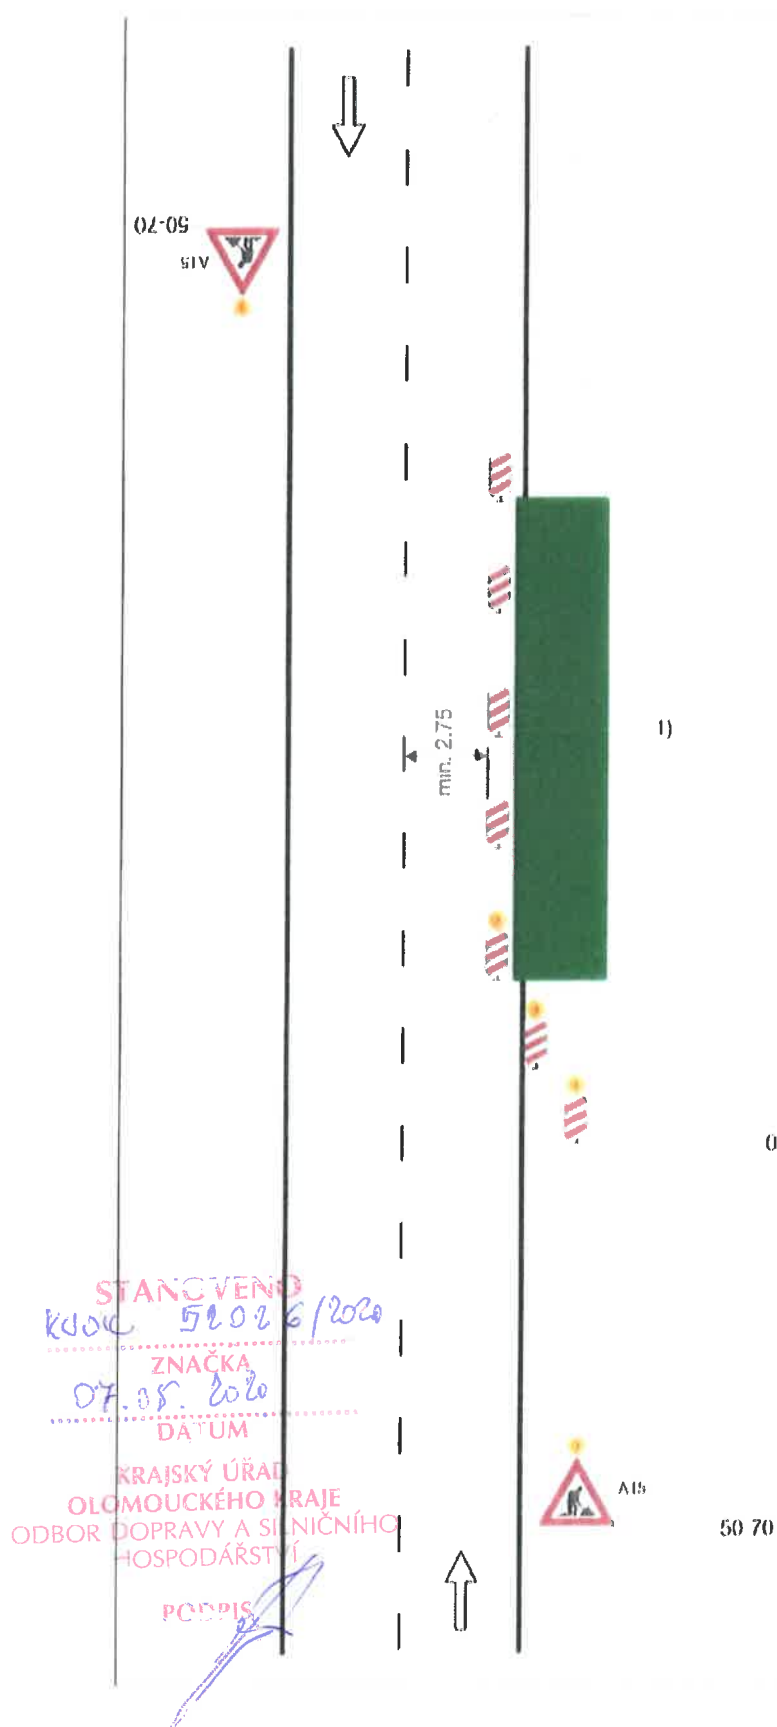 50-70
A15
min. 2.75
1)
0
STANOVENO
KUOK 52026/2020
ZNAČKA
07.05. 2020
DATUM
KRAJSKÝ ÚŘAD
OLOMOUCKÉHO KRAJE
ODBOR DOPRAVY A SILNIČNÍHO
HOSPODÁŘSTVÍ
PODPIS
A15
50 70